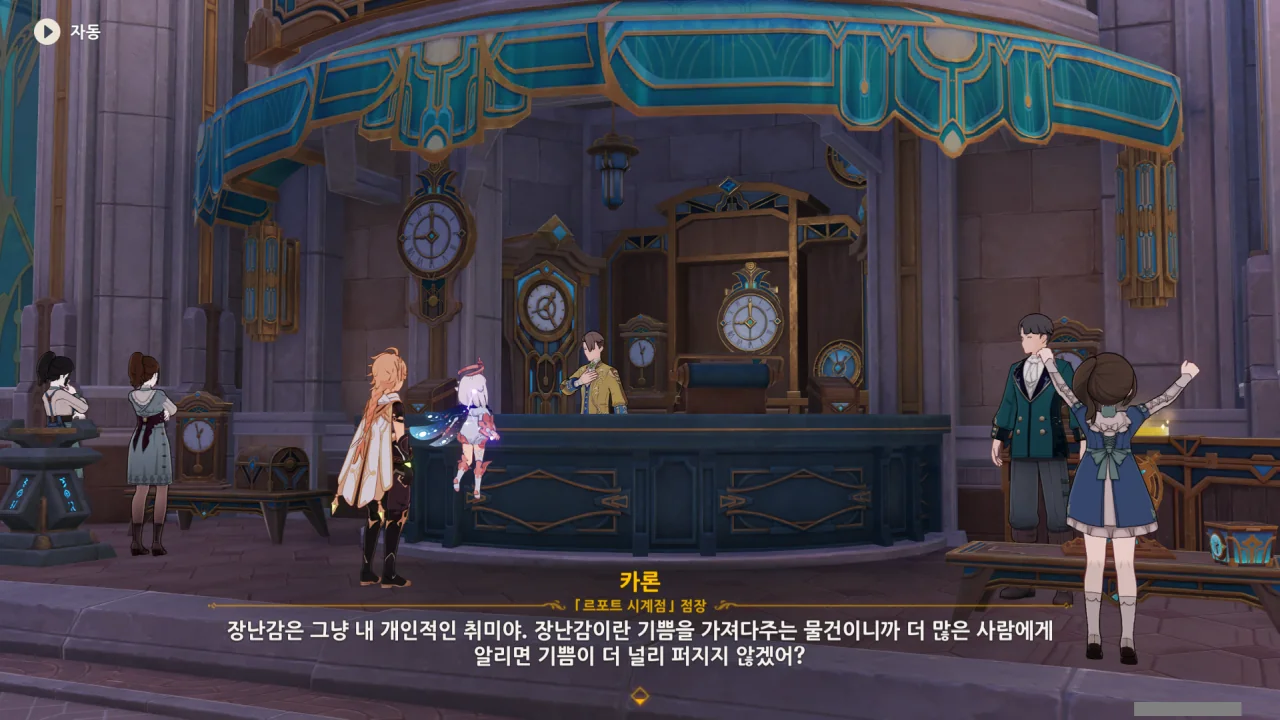 자동
카론
「르포트 시계점」 점장
장난감은 그냥 내 개인적인 취미야. 장난감이란 기쁨을 가져다주는 물건이니까 더 많은 사람에게
알리면 기쁨이 더 널리 퍼지지 않겠어?